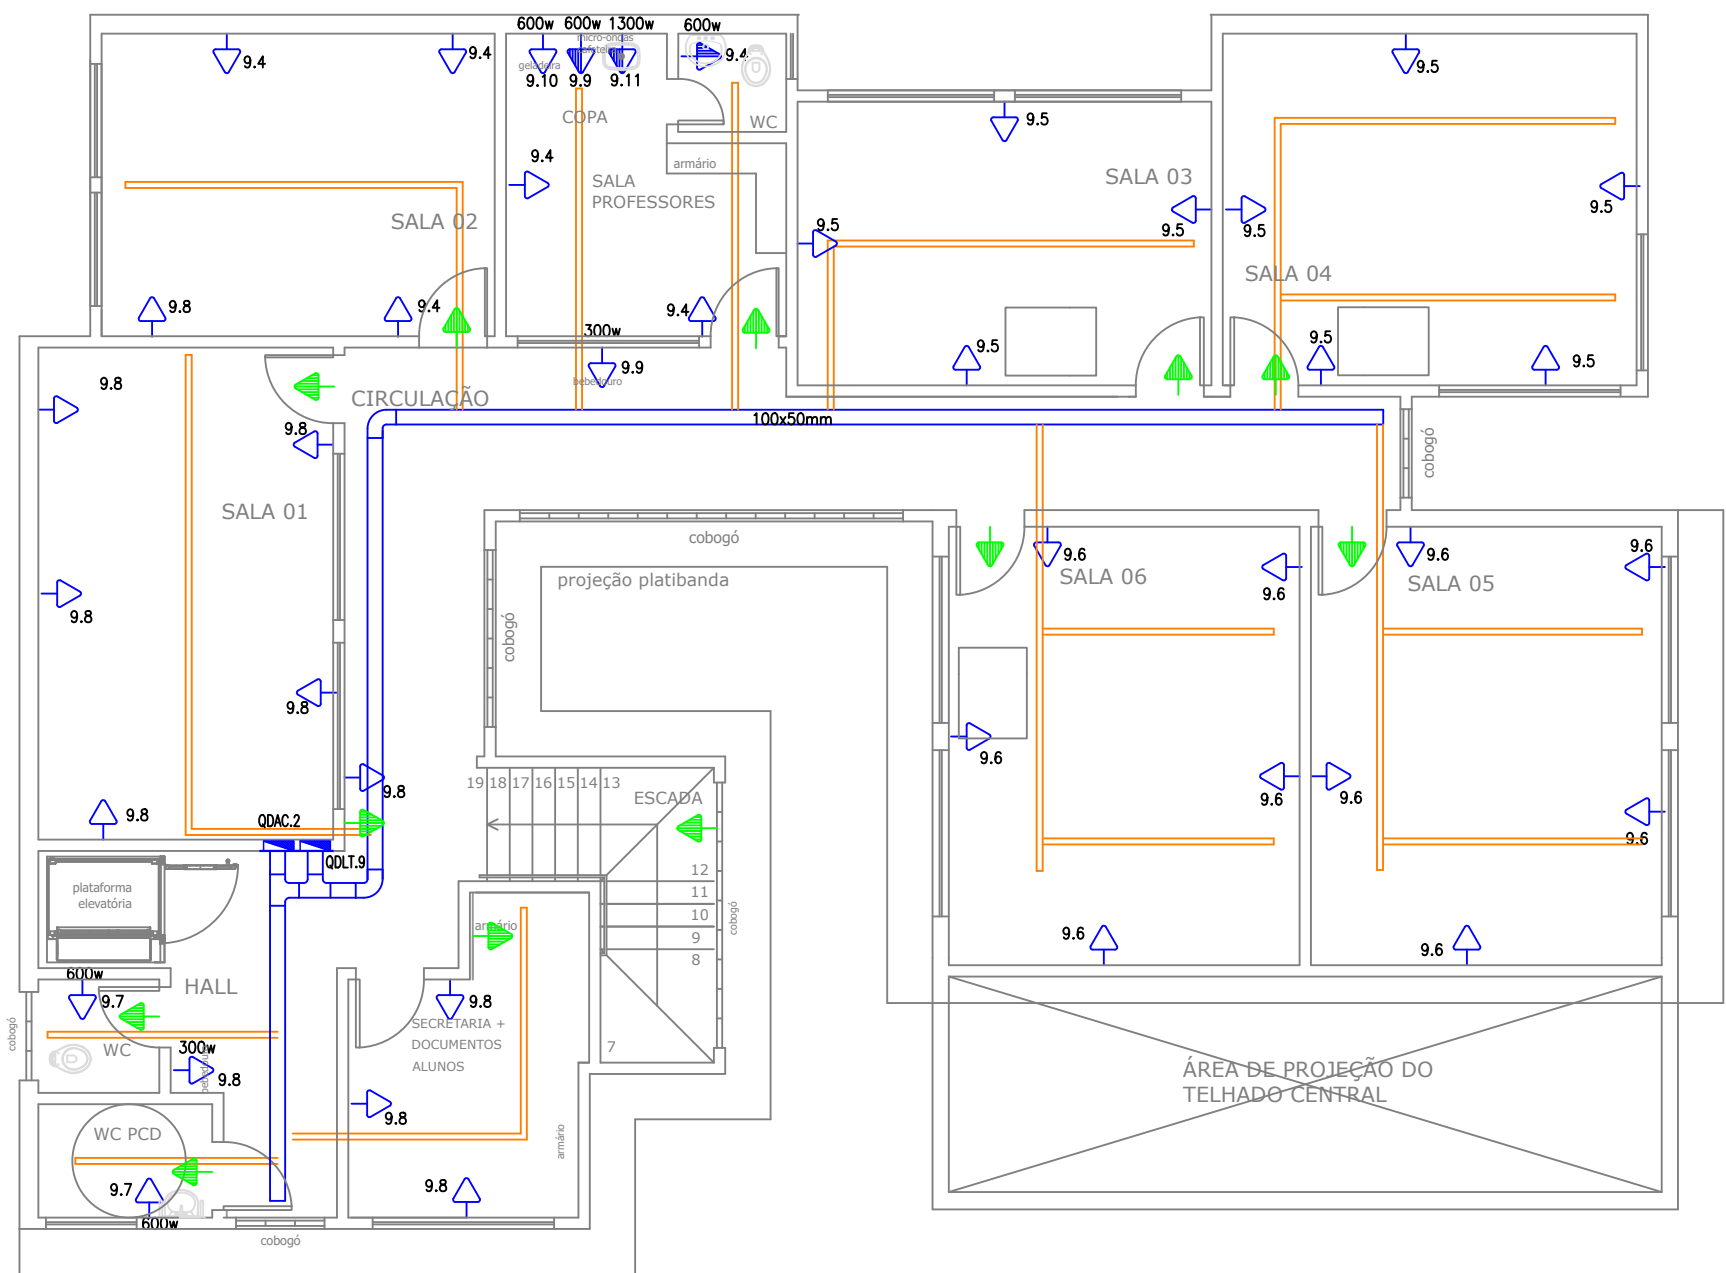 600w 600w 1300w 600w
micro-ondas
cafeteira
geladeira
9.4
9.4
9.10 9.9 9.11
9.4
9.5
COPA
WC
9.5
9.4
armário
SALA 03
SALA
PROFESSORES
9.5
SALA 02
9.5
9.5
9.5
SALA 04
9.8
9.4
9.4
300w
9.5
9.5
9.5
9.9
bebedouro
9.8
CIRCULAÇÃO
100x50mm
9.8
cobogó
SALA 01
cobogó
projeção platibanda
cobogó
9.6
9.6
9.6
SALA 06
SALA 05
9.6
9.8
9.8
9.6
19 18 17 16 15 14 13
ESCADA
9.8
9.6
9.6
9.8
QDAC.2
QDLT.9
9.6
plataforma
elevatória
12
11
10
9
8
cobogó
armário
9.6
9.6
600w
HALL
9.7
9.8
cobogó
WC
300w
9.8
bebedouro
SECRETARIA +
DOCUMENTOS
ALUNOS
7
ÁREA DE PROJEÇÃO DO
TELHADO CENTRAL
9.8
WC PCD
armário
9.7
9.8
600w
cobogó